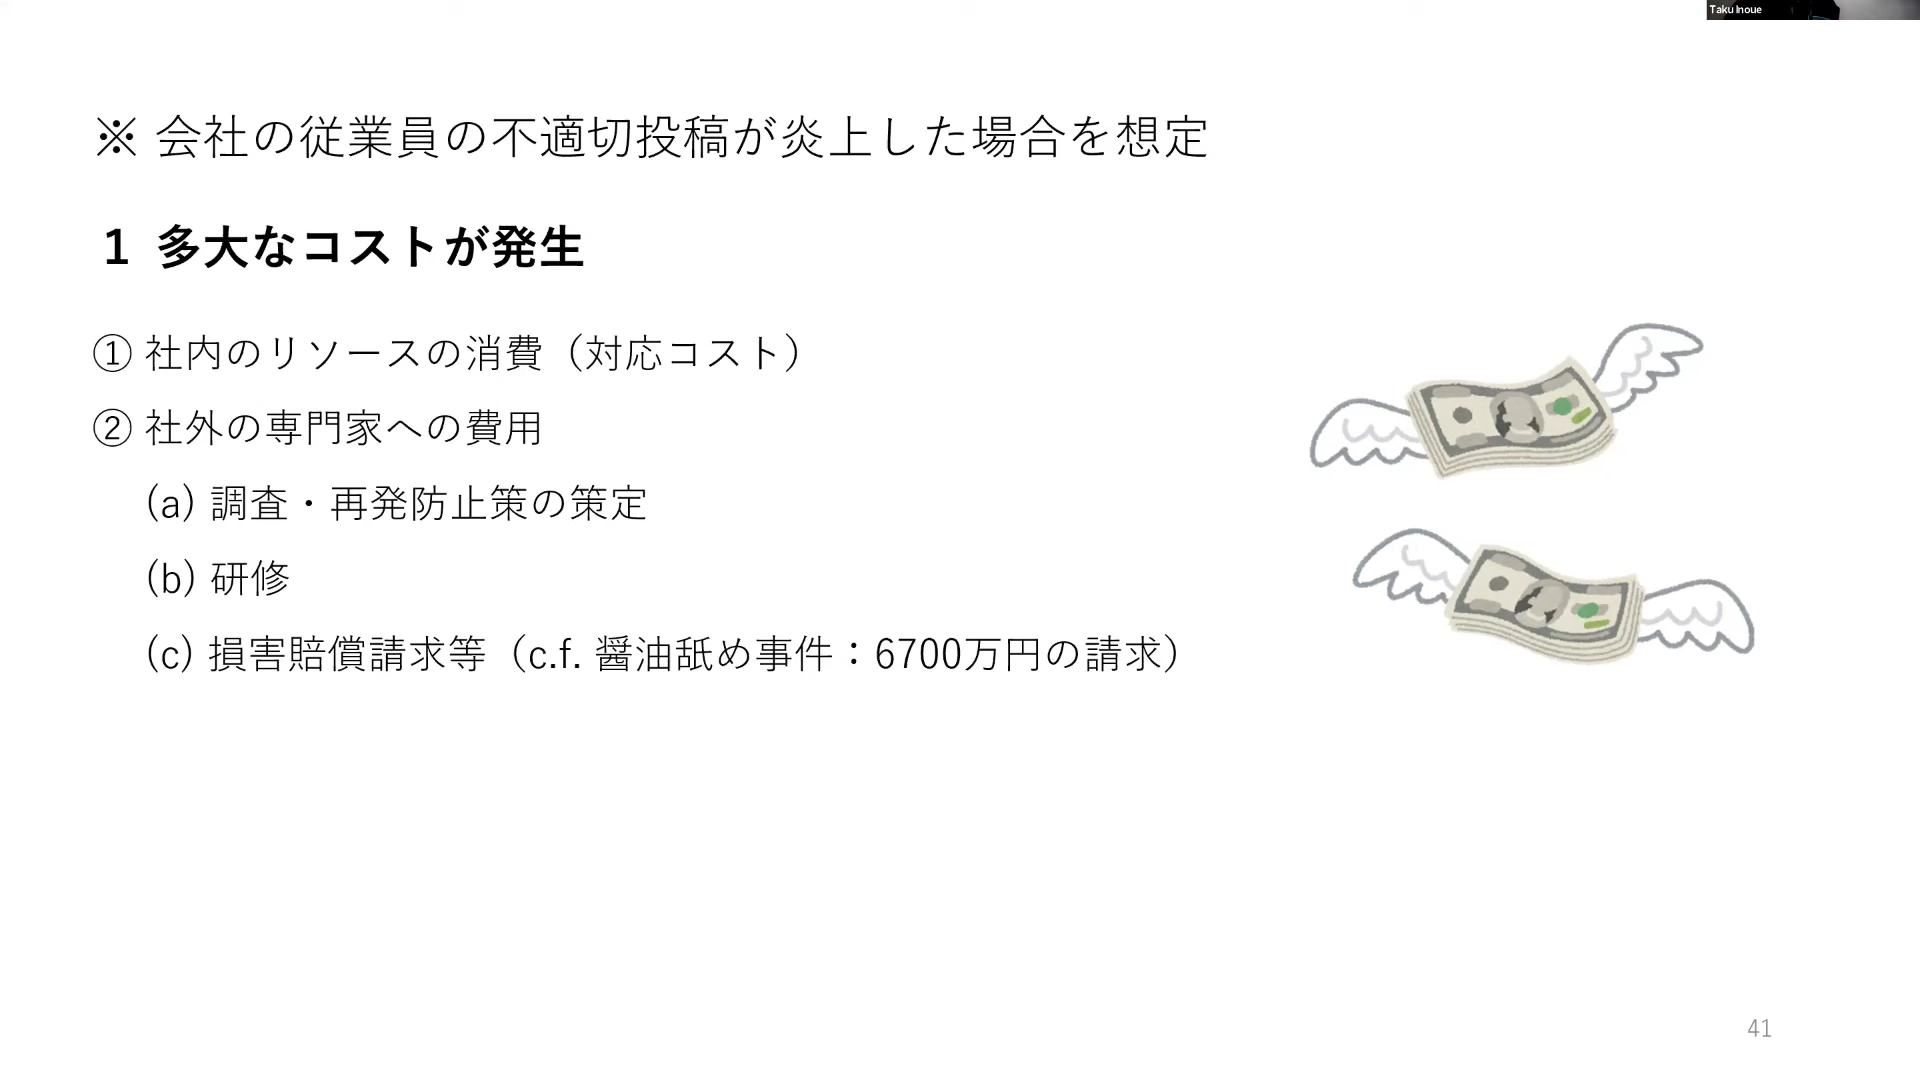 Taku Inoue
※ 会社の従業員の不適切投稿が炎上した場合を想定
1 多大なコストが発生
① 社内のリソースの消費（対応コスト）
② 社外の専門家への費用
(a) 調査・再発防止策の策定
(b) 研修
(c) 損害賠償請求等（c.f. 醤油舐め事件：6700万円の請求）
41